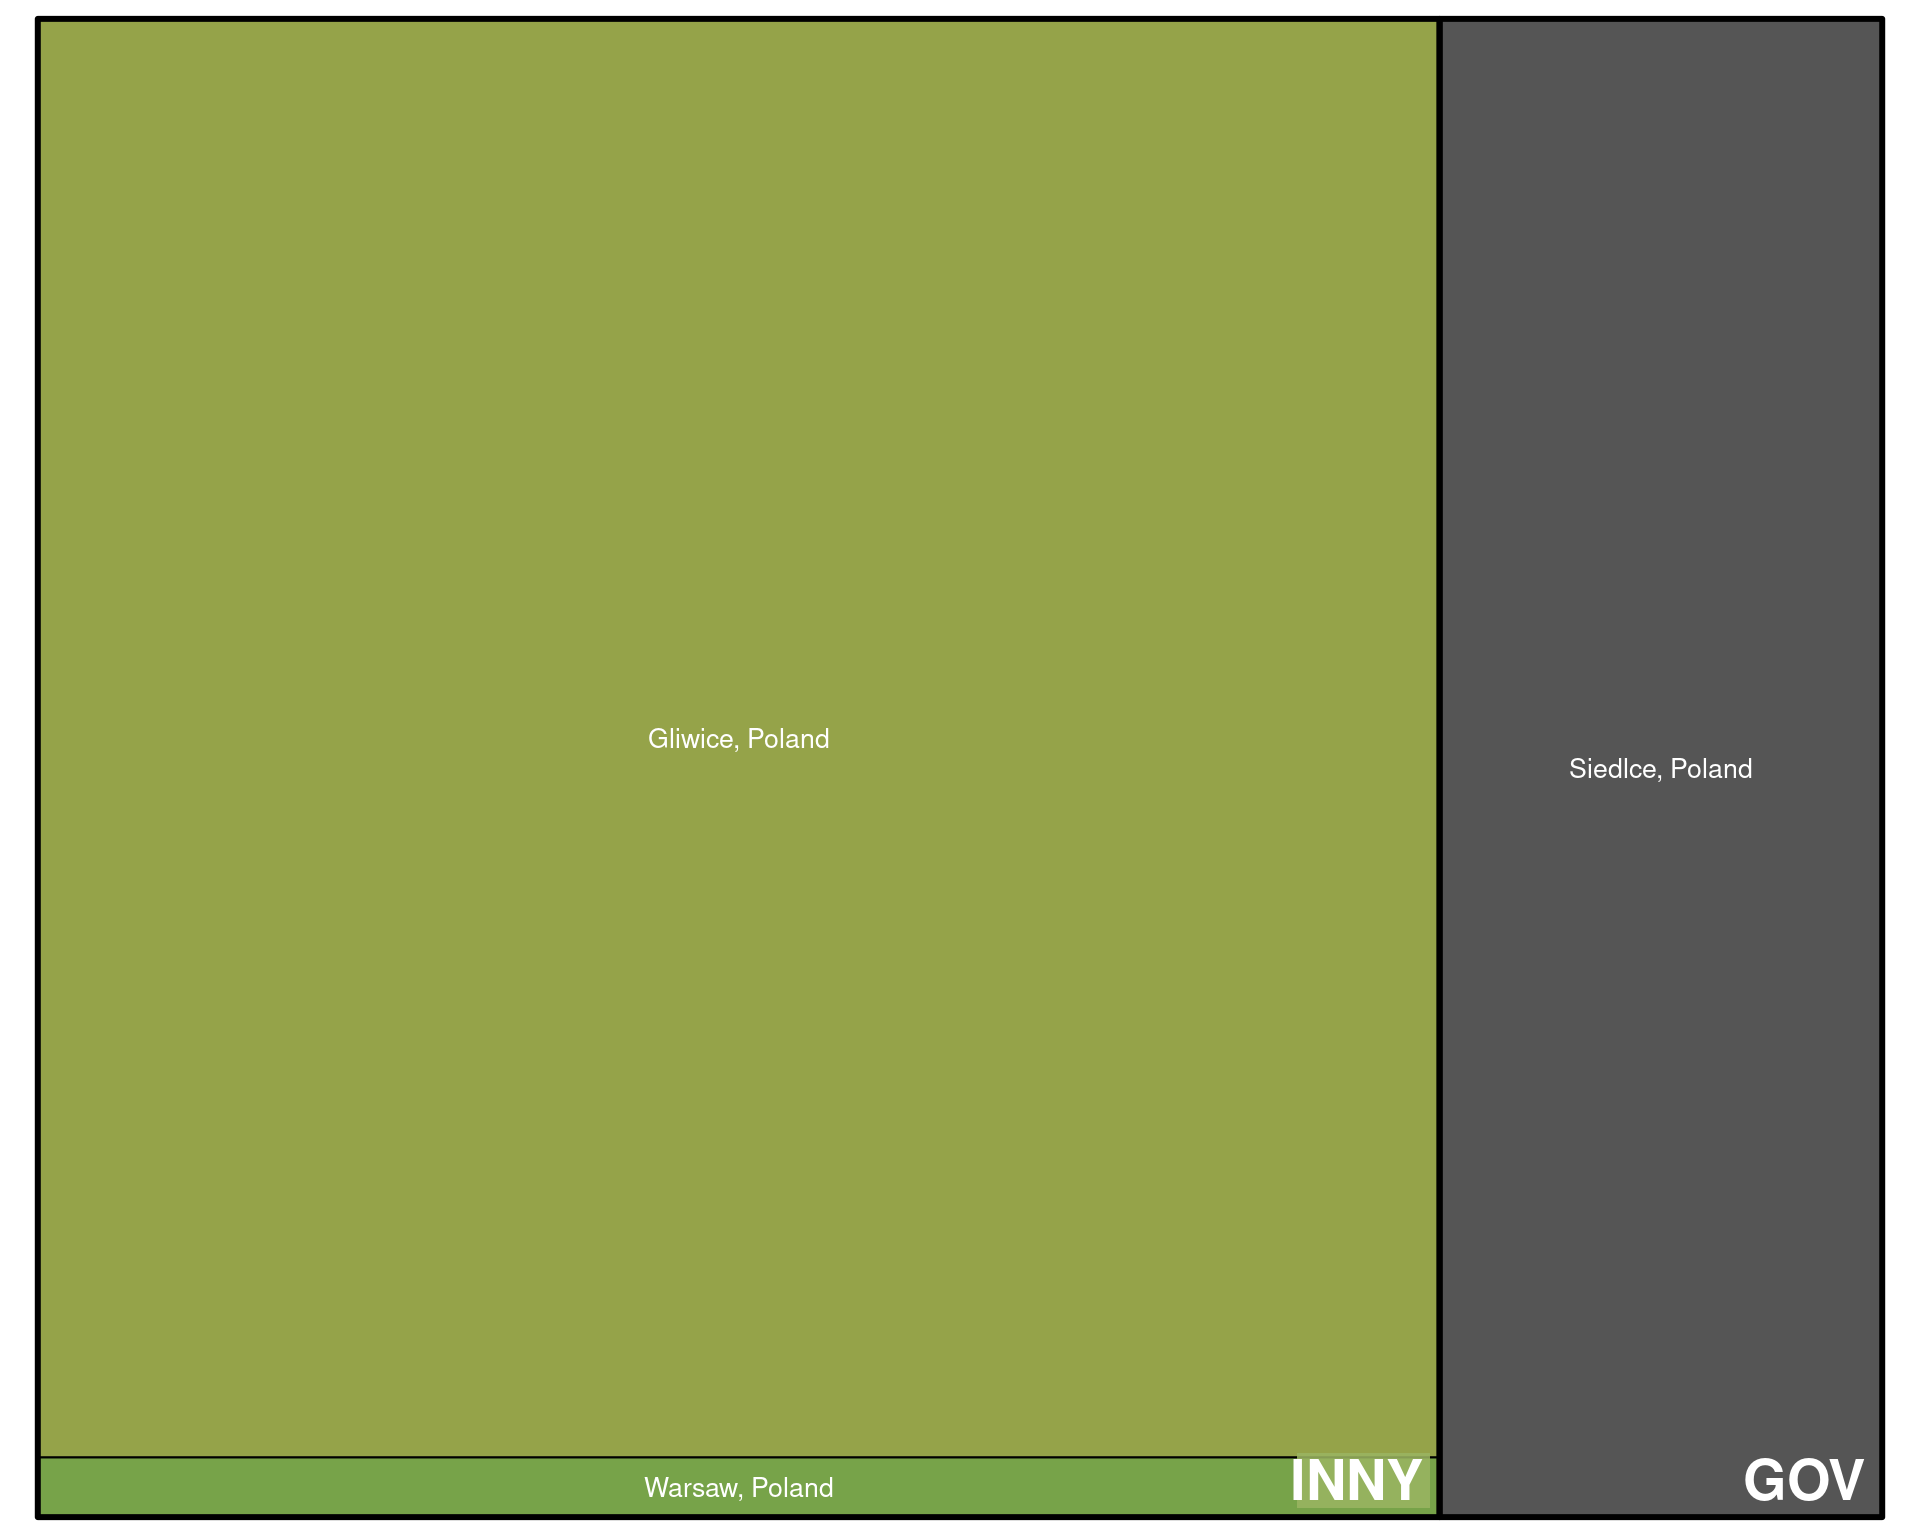 Gliwice, Poland
Siedlce, Poland
Warsaw, Poland
INNY
GOV